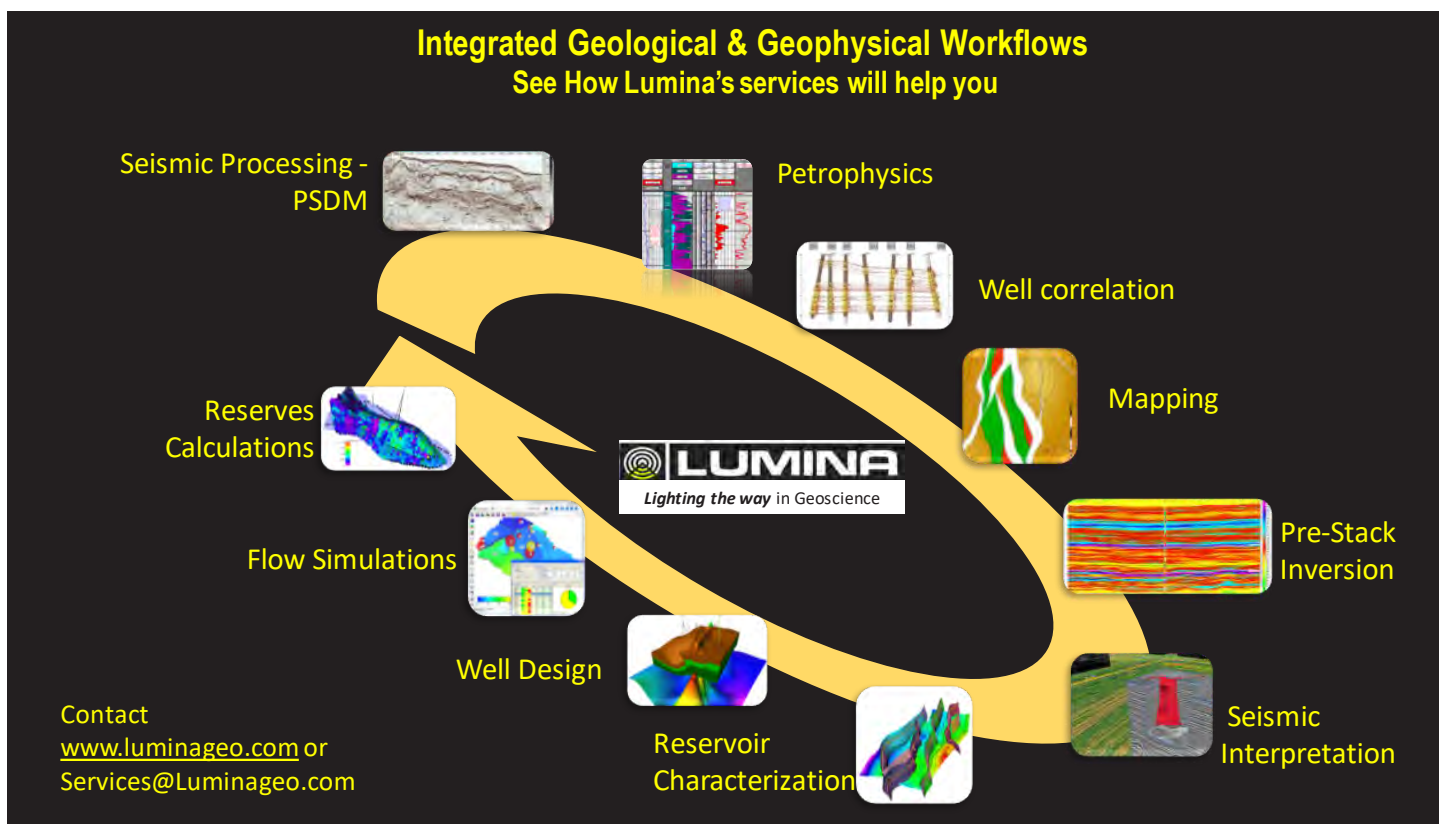 Integrated Geological & Geophysical Workflows
See How Lumina's services will help you
Seismic Processing -
PSDM
Petrophysics
Well correlation
Mapping
Pre-Stack
Inversion
Seismic
Interpretation
Reservoir
Characterization
Well Design
Flow Simulations
Reserves
Calculations
LUMINA
Lighting the way in Geoscience
Contact
www.luminageo.com or
Services@Luminageo.com